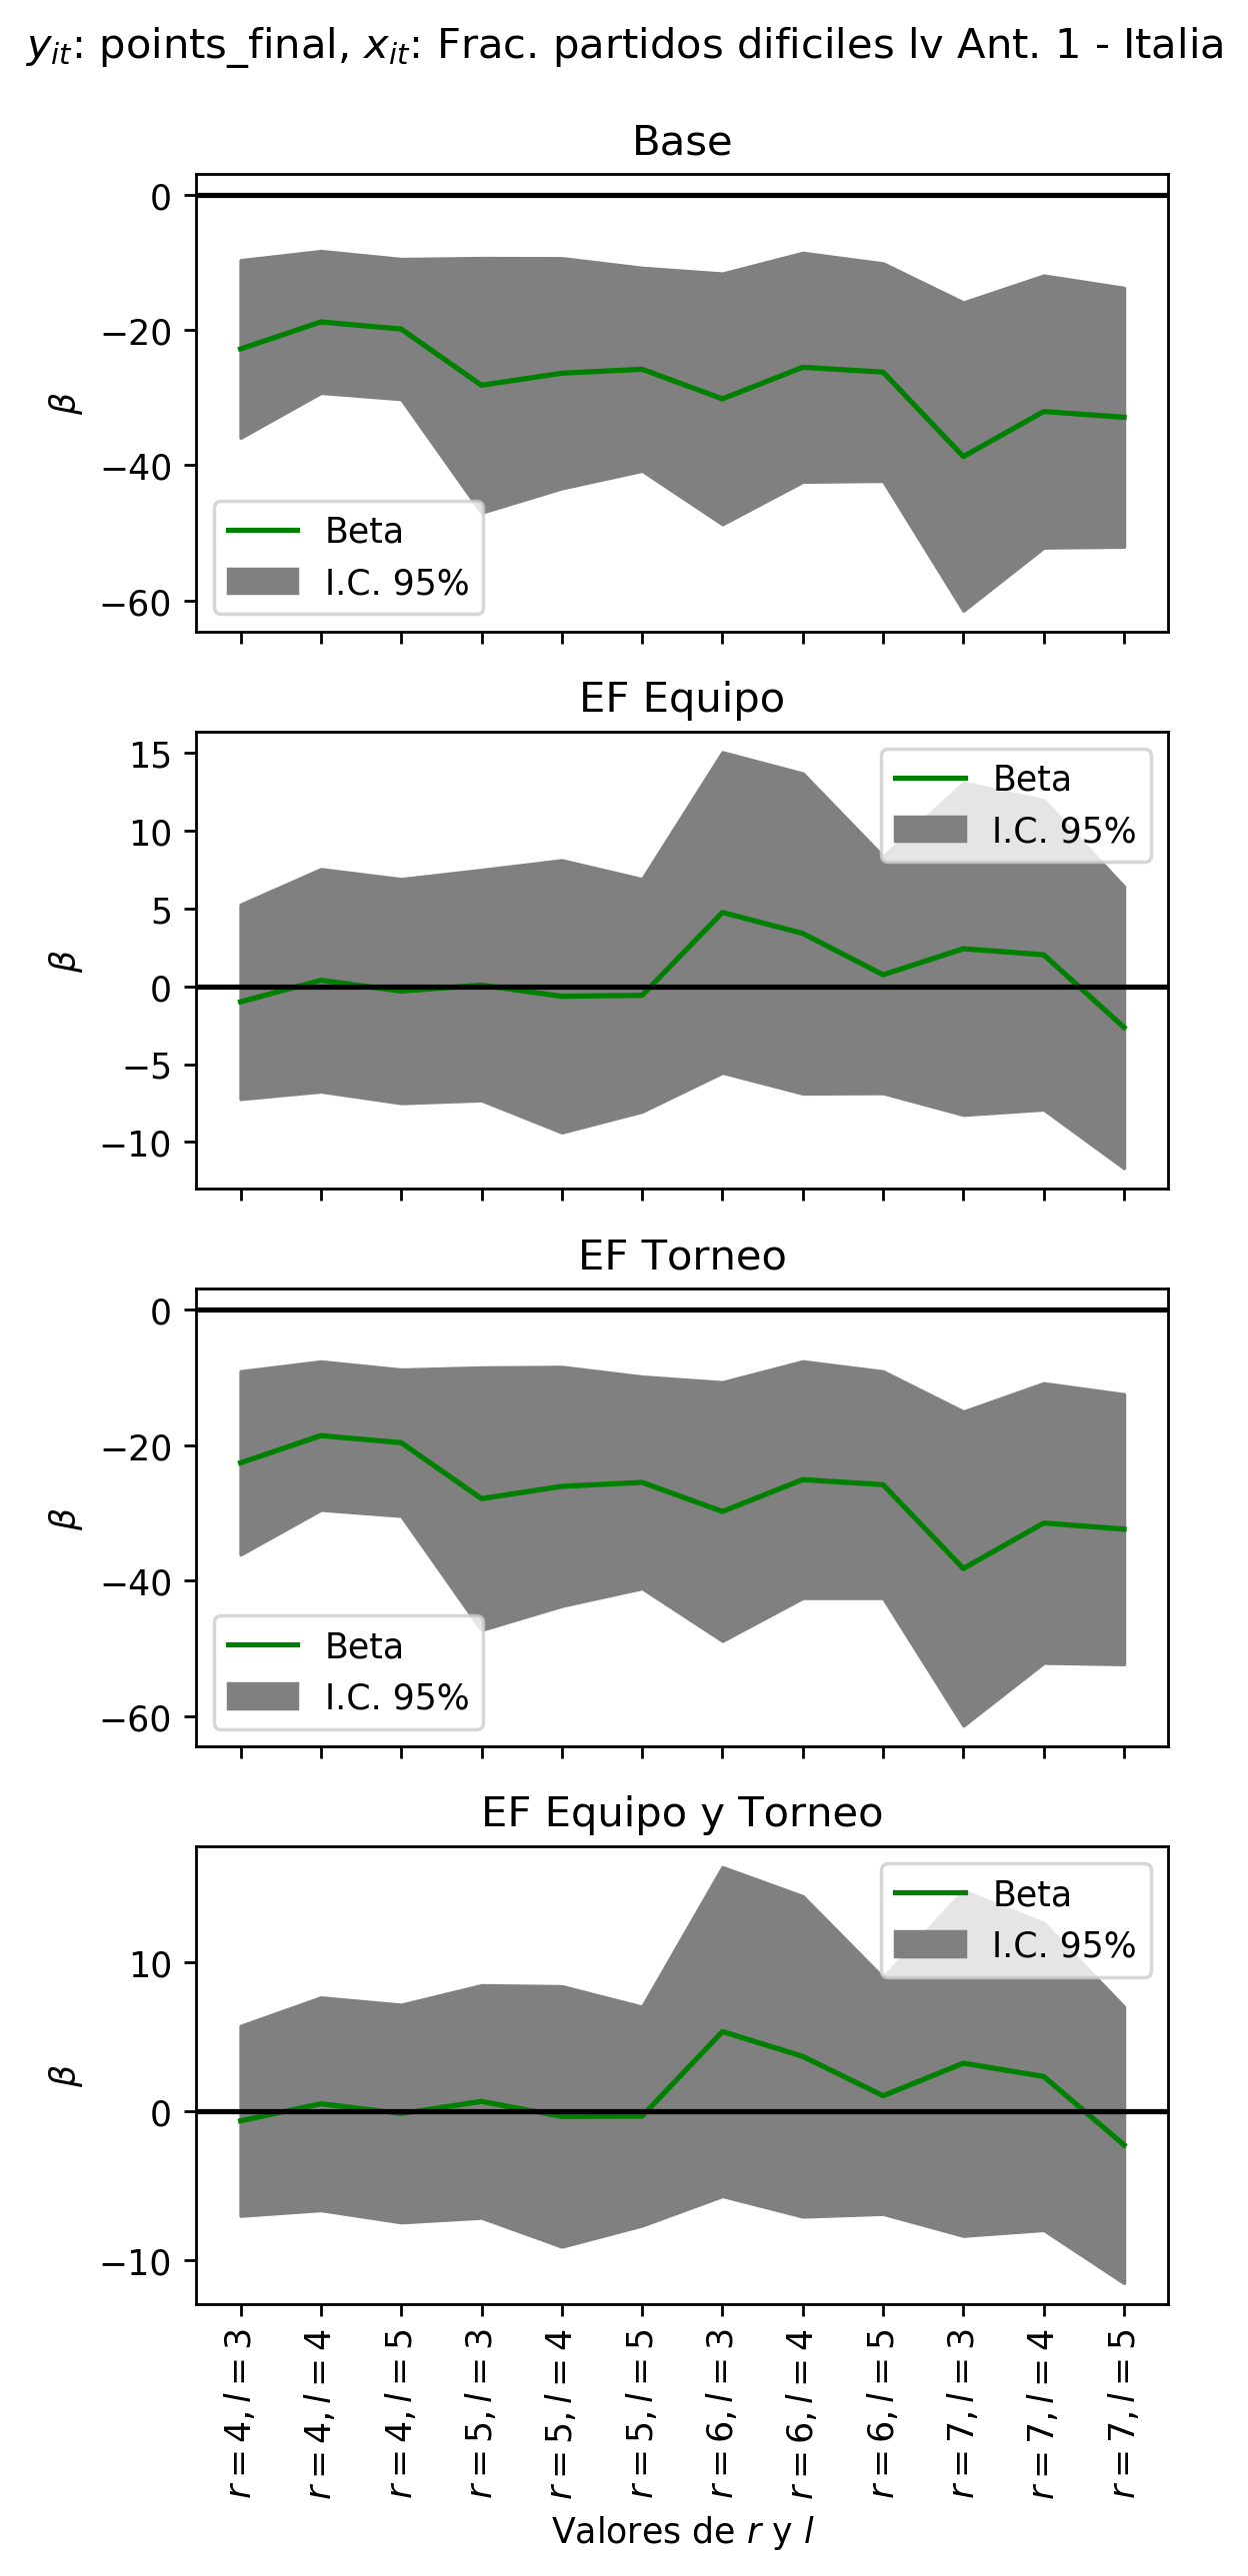 y_it: points_final, x_it: Frac. partidos dificiles lv Ant. 1 - Italia
Base
0
−20
−40
−60
β
Beta
I.C. 95%
EF Equipo
15
10
5
0
−5
−10
β
Beta
I.C. 95%
EF Torneo
0
−20
−40
−60
β
Beta
I.C. 95%
EF Equipo y Torneo
10
0
−10
β
Beta
I.C. 95%
r = 4, l = 3
r = 4, l = 4
r = 4, l = 5
r = 5, l = 3
r = 5, l = 4
r = 5, l = 5
r = 6, l = 3
r = 6, l = 4
r = 6, l = 5
r = 7, l = 3
r = 7, l = 4
r = 7, l = 5
Valores de r y l